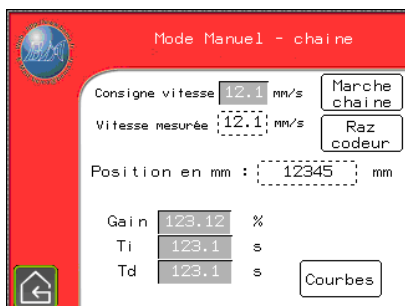 Mode Manuel - chaine
Consigne vitesse 12.1 mm/s
Marche
chaine
Vitesse mesurée 12.1 mm/s
Raz
codeur
Position en mm : 12345 mm
Gain 123.12 %
Ti 123.1 s
Td 123.1 s
Courbes